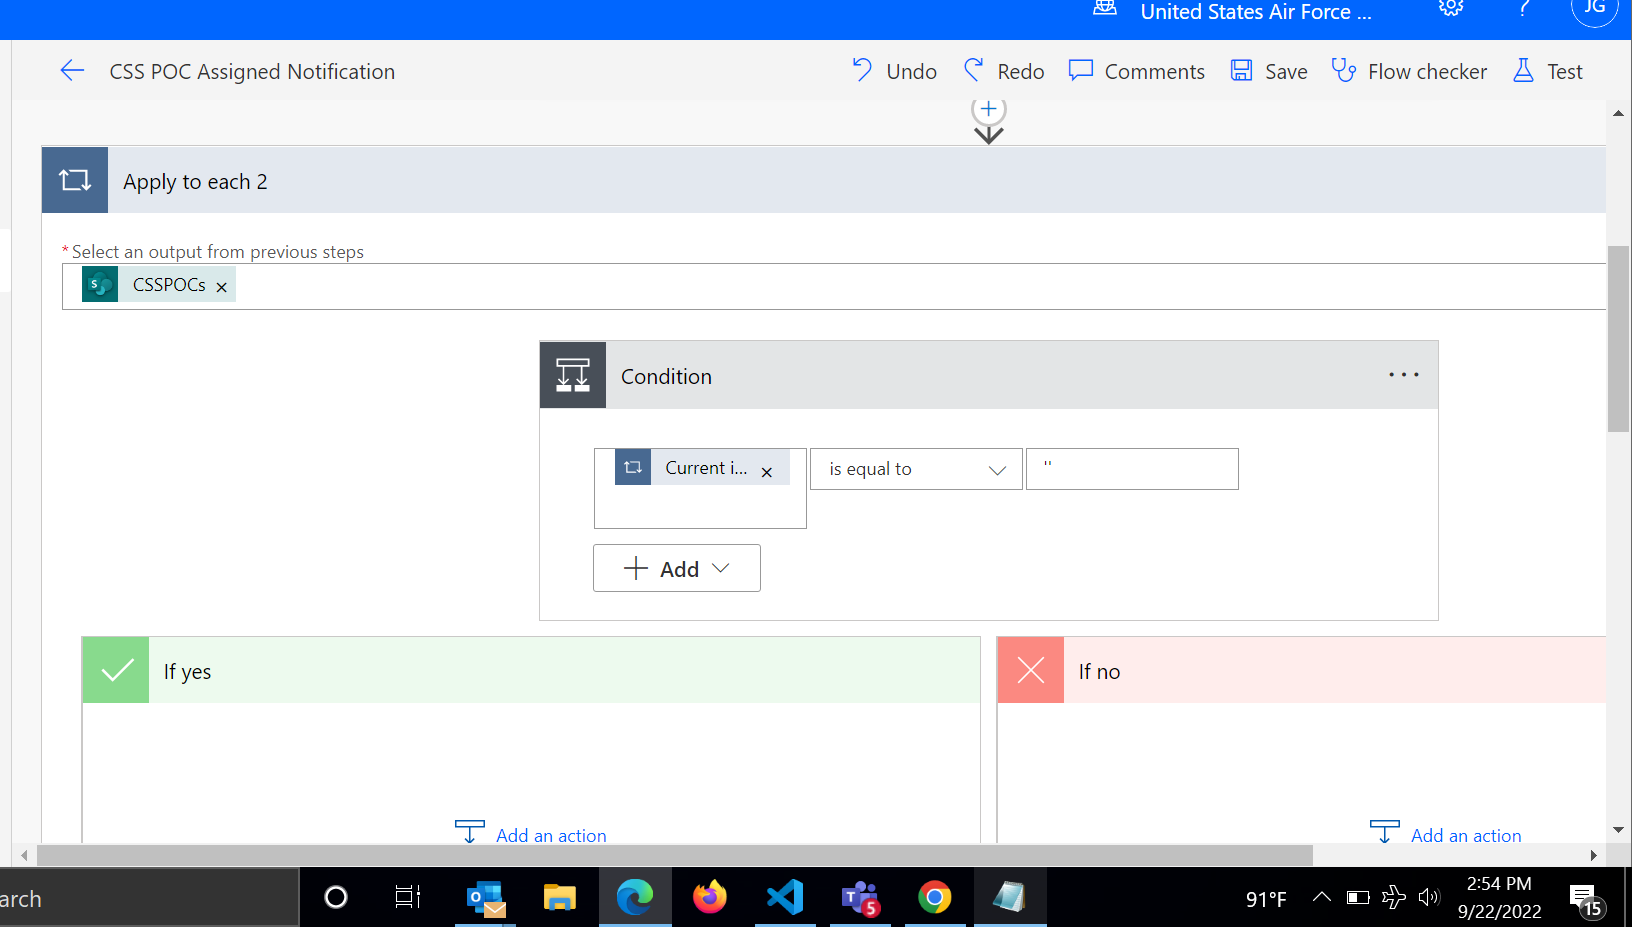 United States Air Force ...
?
JG
CSS POC Assigned Notification
Undo
Redo
Comments
Save
Flow checker
Test
Apply to each 2
* Select an output from previous steps
S
CSSPOCs ×
Condition
...
Current i... ×
is equal to
''
+ Add
If yes
If no
Add an action
Add an action
arch
91°F
2:54 PM
9/22/2022
15
5